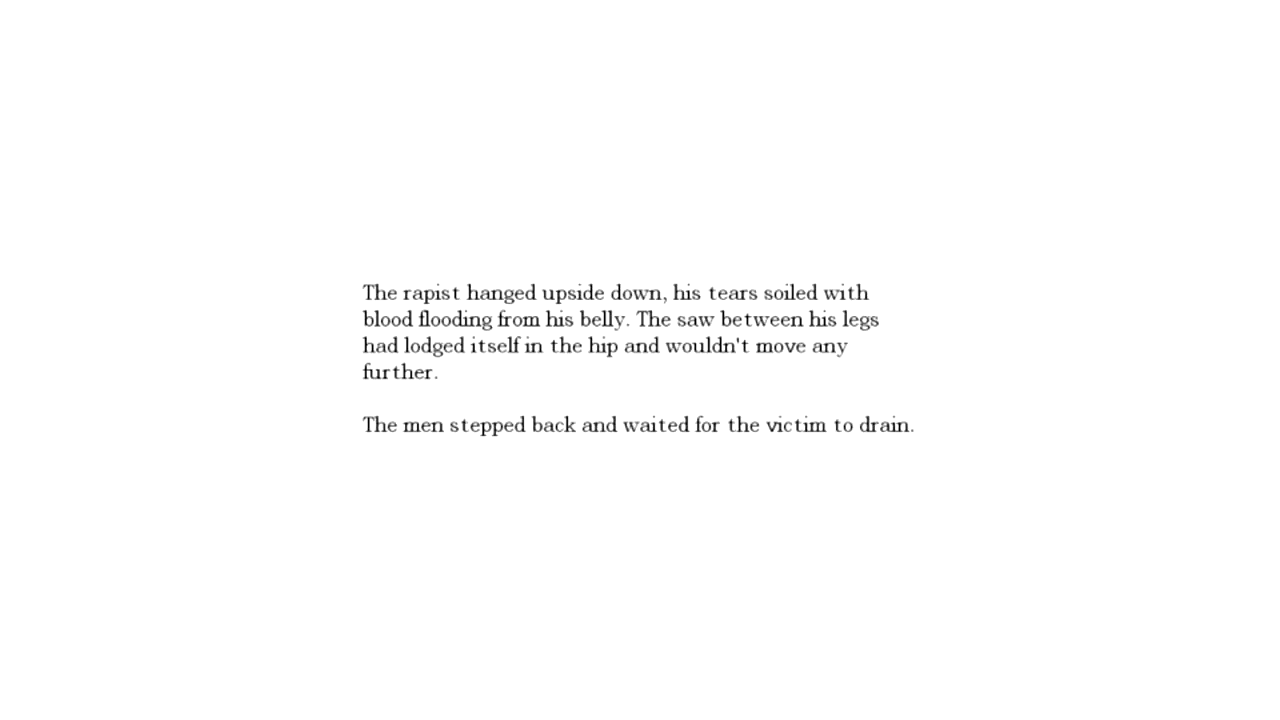 The rapist hanged upside down, his tears soiled with
blood flooding from his belly. The saw between his legs
had lodged itself in the hip and wouldn't move any
further.
The men stepped back and waited for the victim to drain.